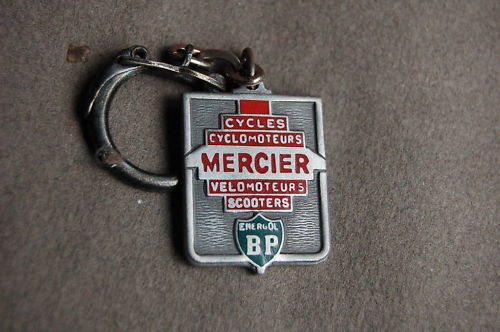 CYCLES
CYCLOMOTEURS
MERCIER
VELOMOTEURS
SCOOTERS
ENERGOL
BP